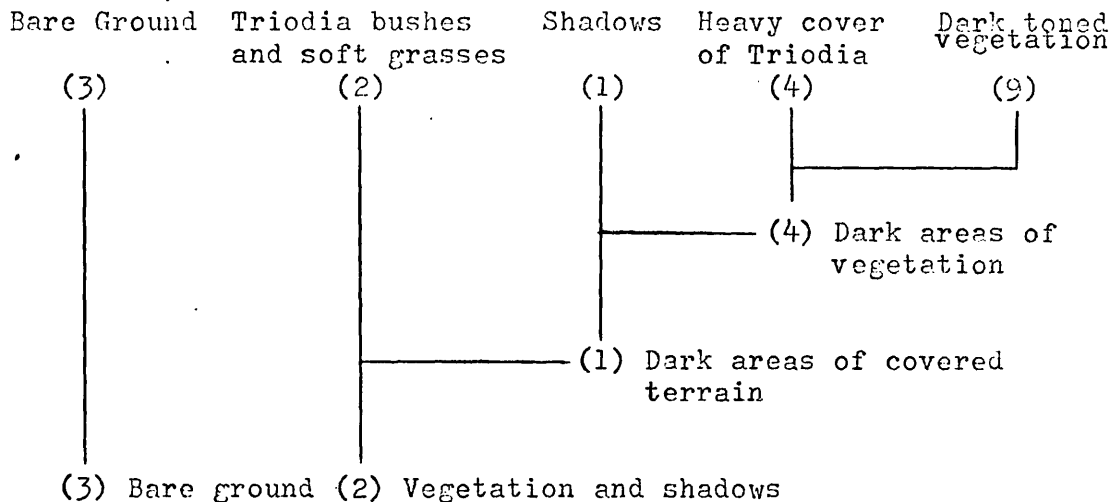 Bare Ground Triodia bushes Shadows Heavy cover Dark toned
and soft grasses of Triodia vegetation
(3) (2) (1) (4) (9)
(4) Dark areas of
vegetation
(1) Dark areas of covered
terrain
(3) Bare ground (2) Vegetation and shadows